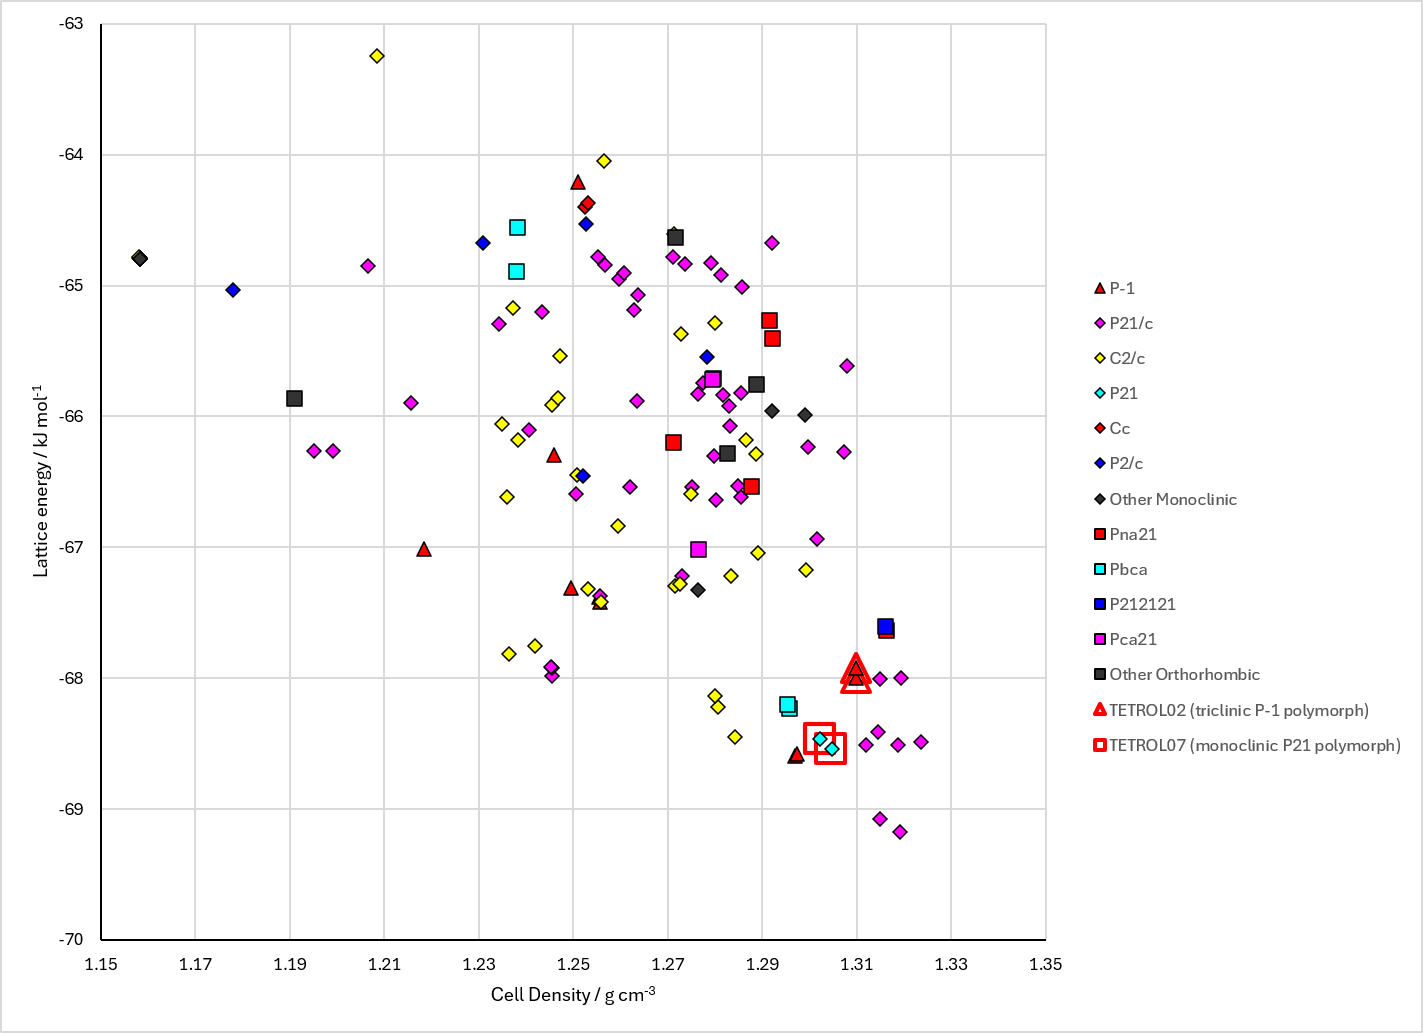 -63
-64
-65
-66
-67
-68
-69
-70
Lattice energy / kJ mol-1
1.15 1.17 1.19 1.21 1.23 1.25 1.27 1.29 1.31 1.33 1.35
Cell Density / g cm-3
P-1
P21/c
C2/c
P21
Cc
P2/c
Other Monoclinic
Pna21
Pbca
P212121
Pca21
Other Orthorhombic
TETROL02 (triclinic P-1 polymorph)
TETROL07 (monoclinic P21 polymorph)